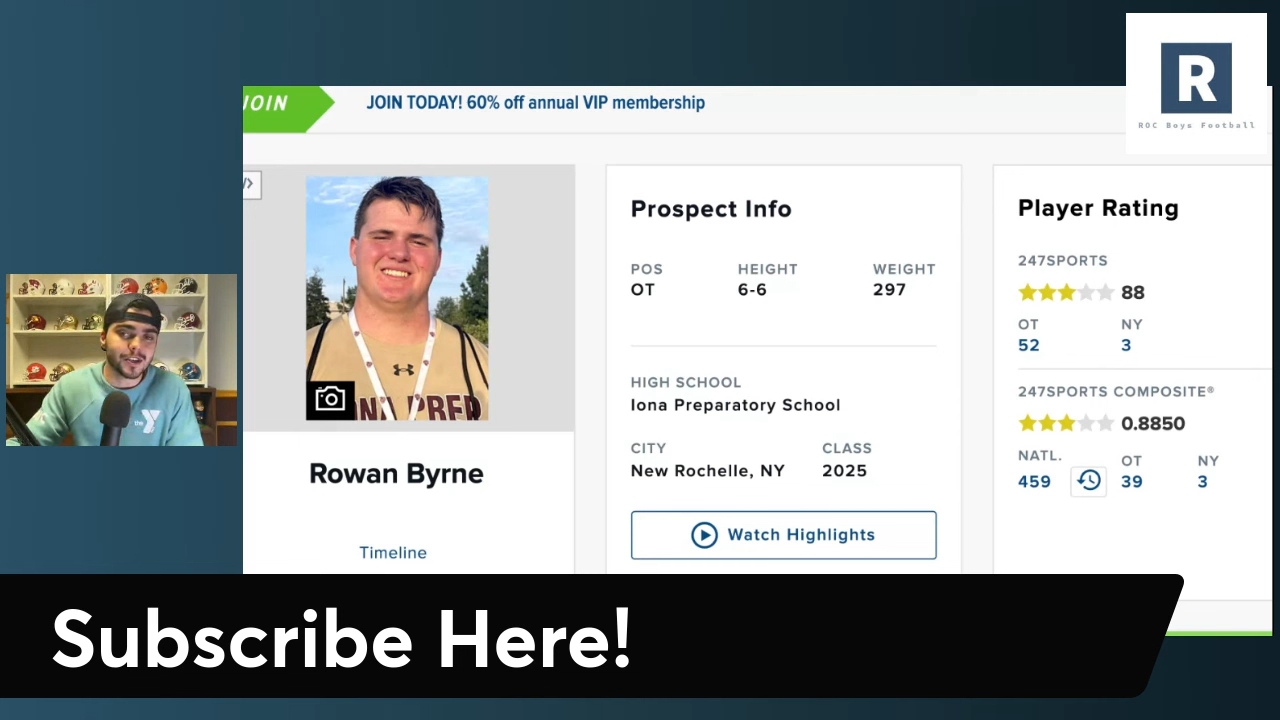 JOIN
JOIN TODAY! 60% off annual VIP membership
R
ROC Boys Football
Prospect Info
POS HEIGHT WEIGHT
OT 6-6 297
HIGH SCHOOL
Iona Preparatory School
CITY CLASS
New Rochelle, NY 2025
Watch Highlights
Player Rating
247SPORTS
88
OT NY
52 3
247SPORTS COMPOSITE®
0.8850
NATL. OT NY
459 39 3
Rowan Byrne
Timeline
the Y
Subscribe Here!